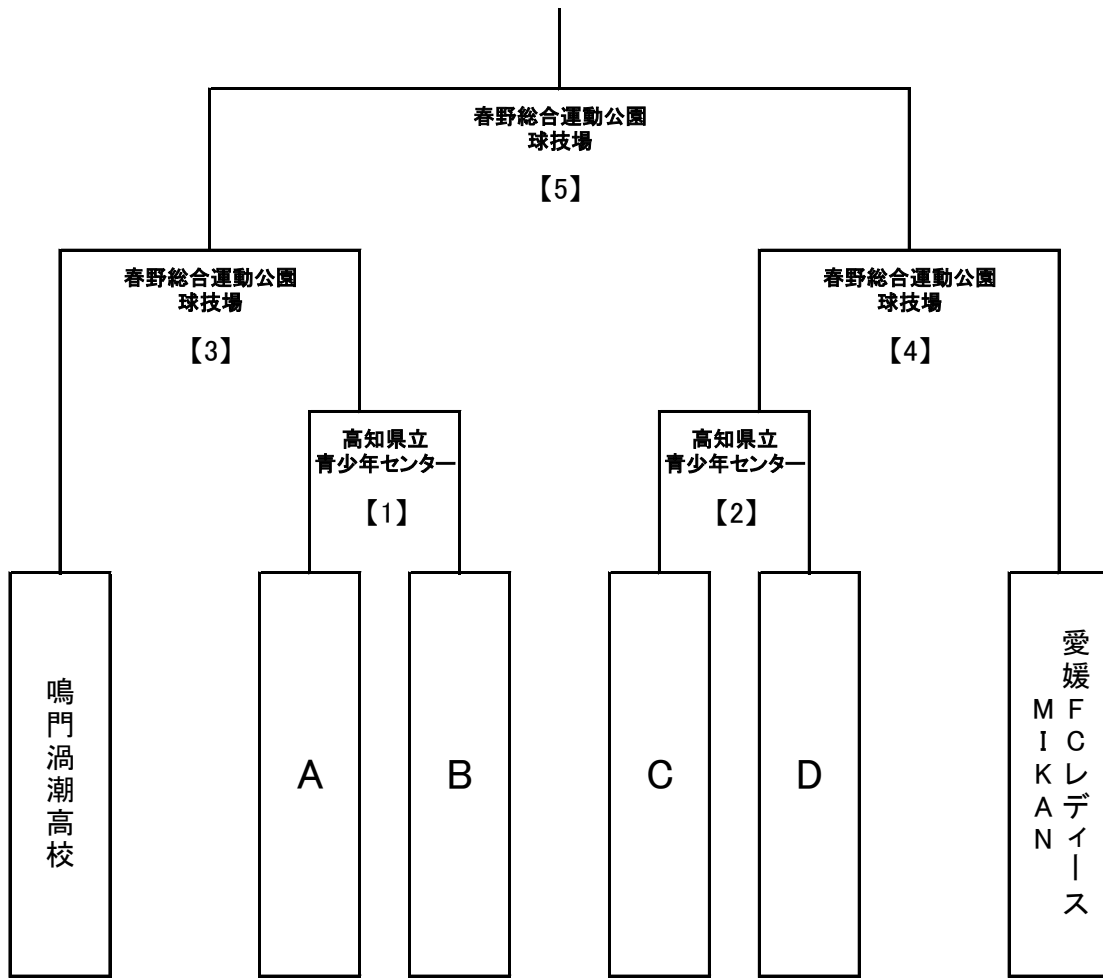 春野総合運動公園
球技場
【5】
春野総合運動公園
球技場
【3】
春野総合運動公園
球技場
【4】
高知県立
青少年センター
【1】
高知県立
青少年センター
【2】
鳴門渦潮高校
A
B
C
D
愛媛FCレディース
MIKAN